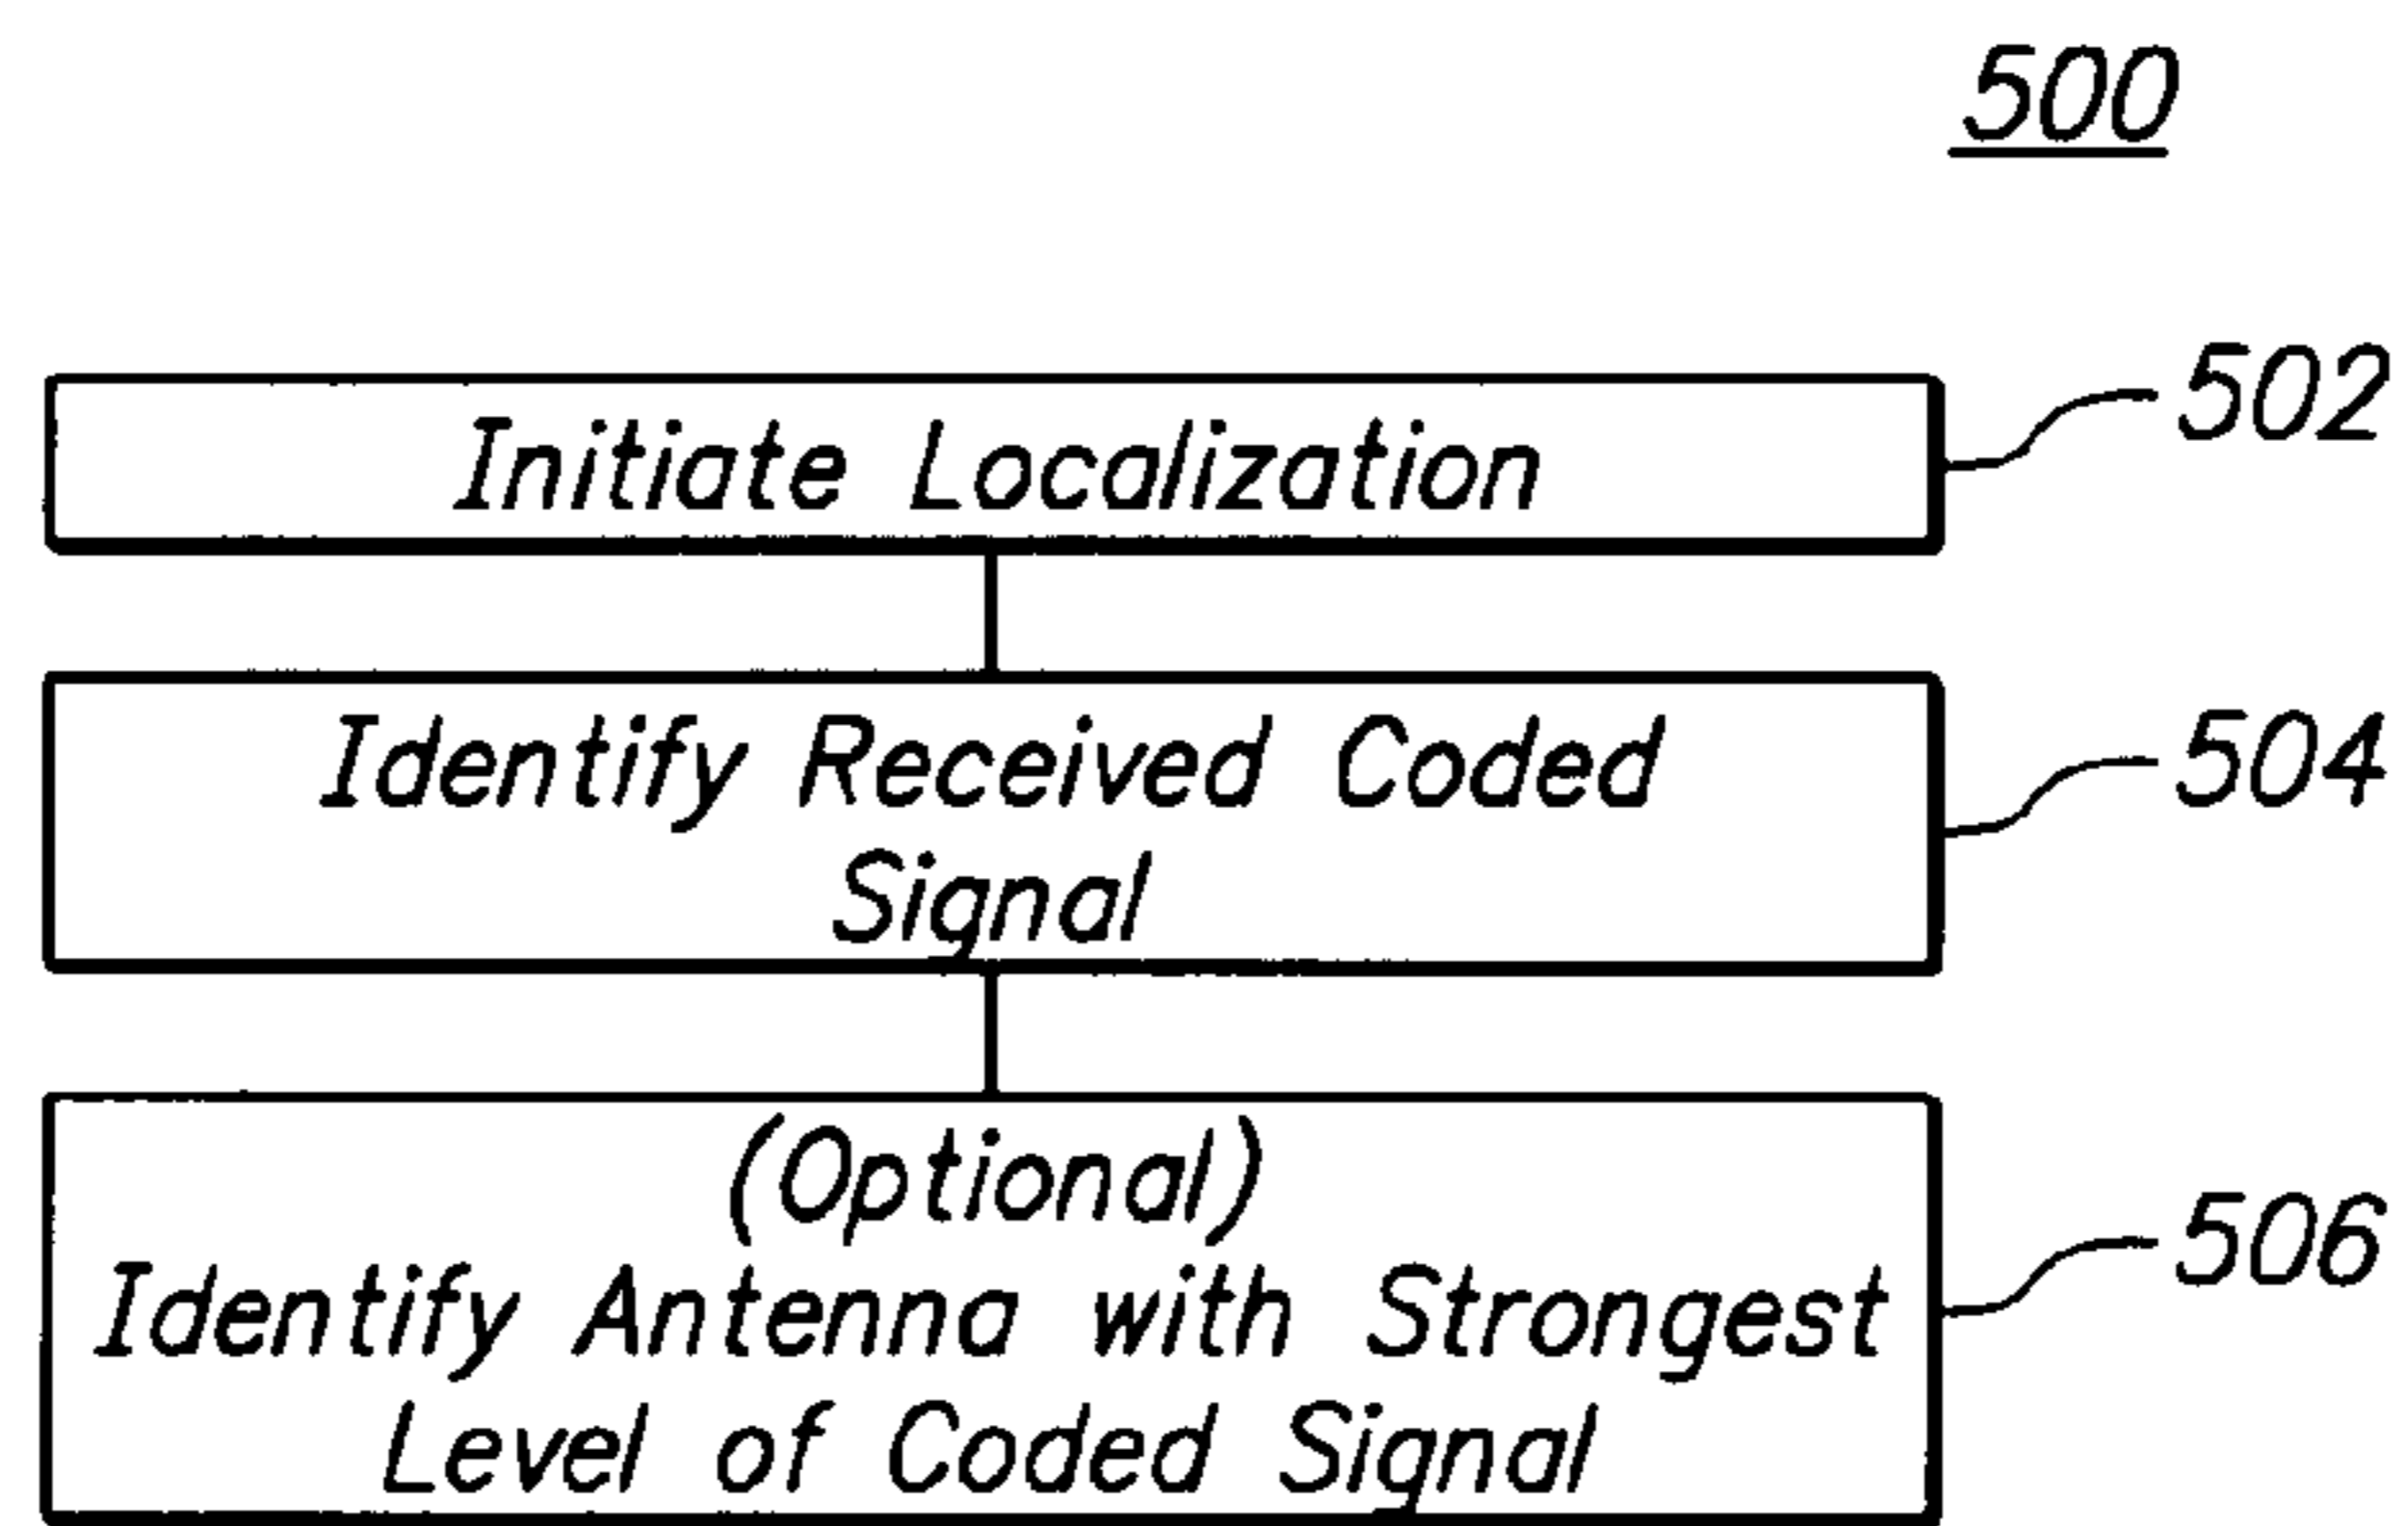 500
Initiate Localization
502
Identify Received Coded
Signal
504
(Optional)
Identify Antenna with Strongest
Level of Coded Signal
506